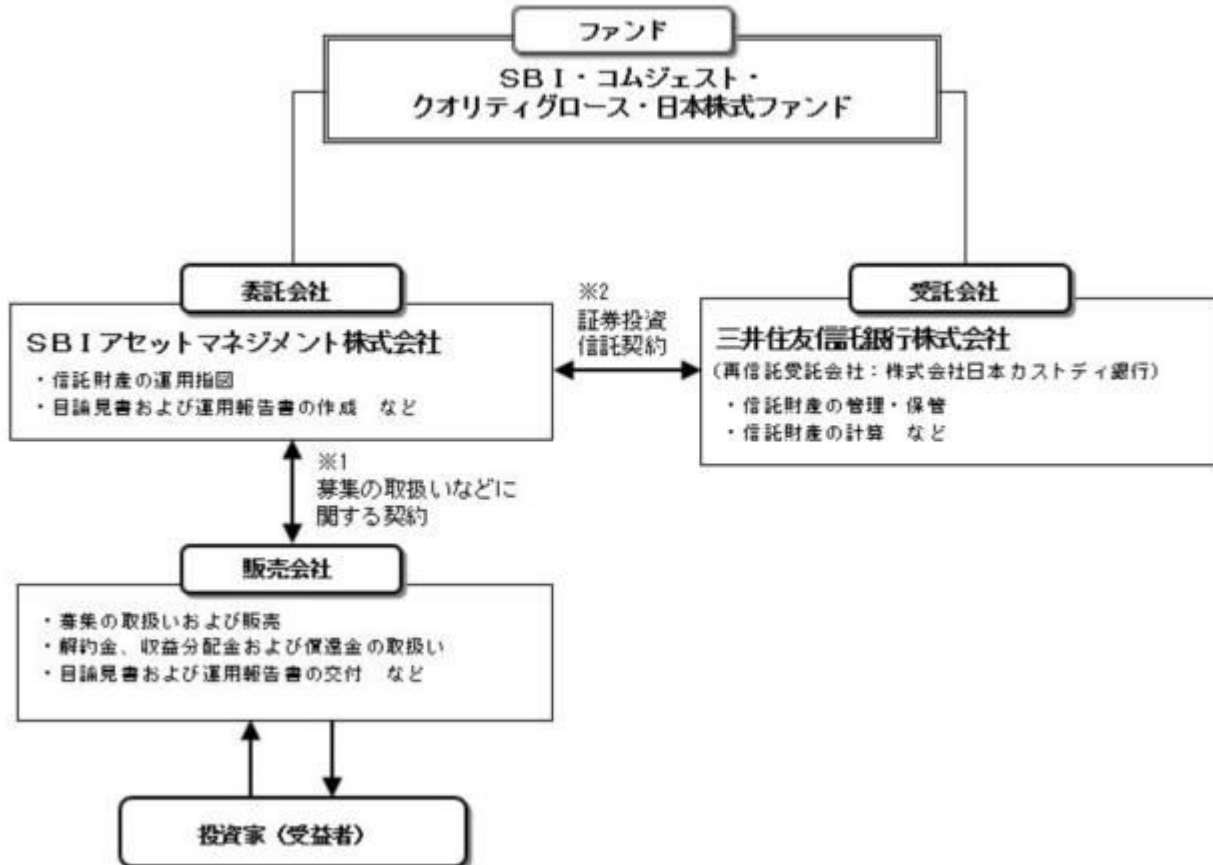 ファンド
SBI・コムジェスト・
クオリティグロース・日本株式ファンド
委託会社
SBIアセットマネジメント株式会社
・信託財産の運用指図
・目論見書および運用報告書の作成 など
※2
証券投資
信託契約
受託会社
三井住友信託銀行株式会社
(再信託受託会社:株式会社日本カストディ銀行)
・信託財産の管理・保管
・信託財産の計算 など
※1
募集の取扱いなどに
関する契約
販売会社
・募集の取扱いおよび販売
・解約金、収益分配金および償還金の取扱い
・目論見書および運用報告書の交付 など
投資家(受益者)